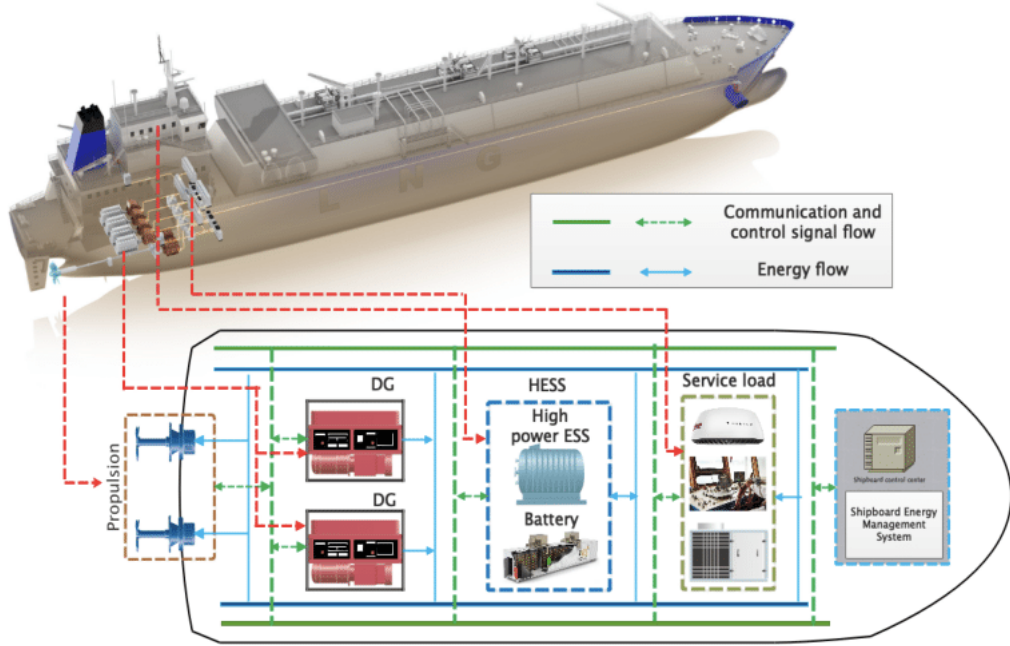 L N G
Communication and
control signal flow
Energy flow
DG
HESS
Service load
High
power ESS
Propulsion
Shipboard control center
DG
Battery
Shipboard Energy
Management
System